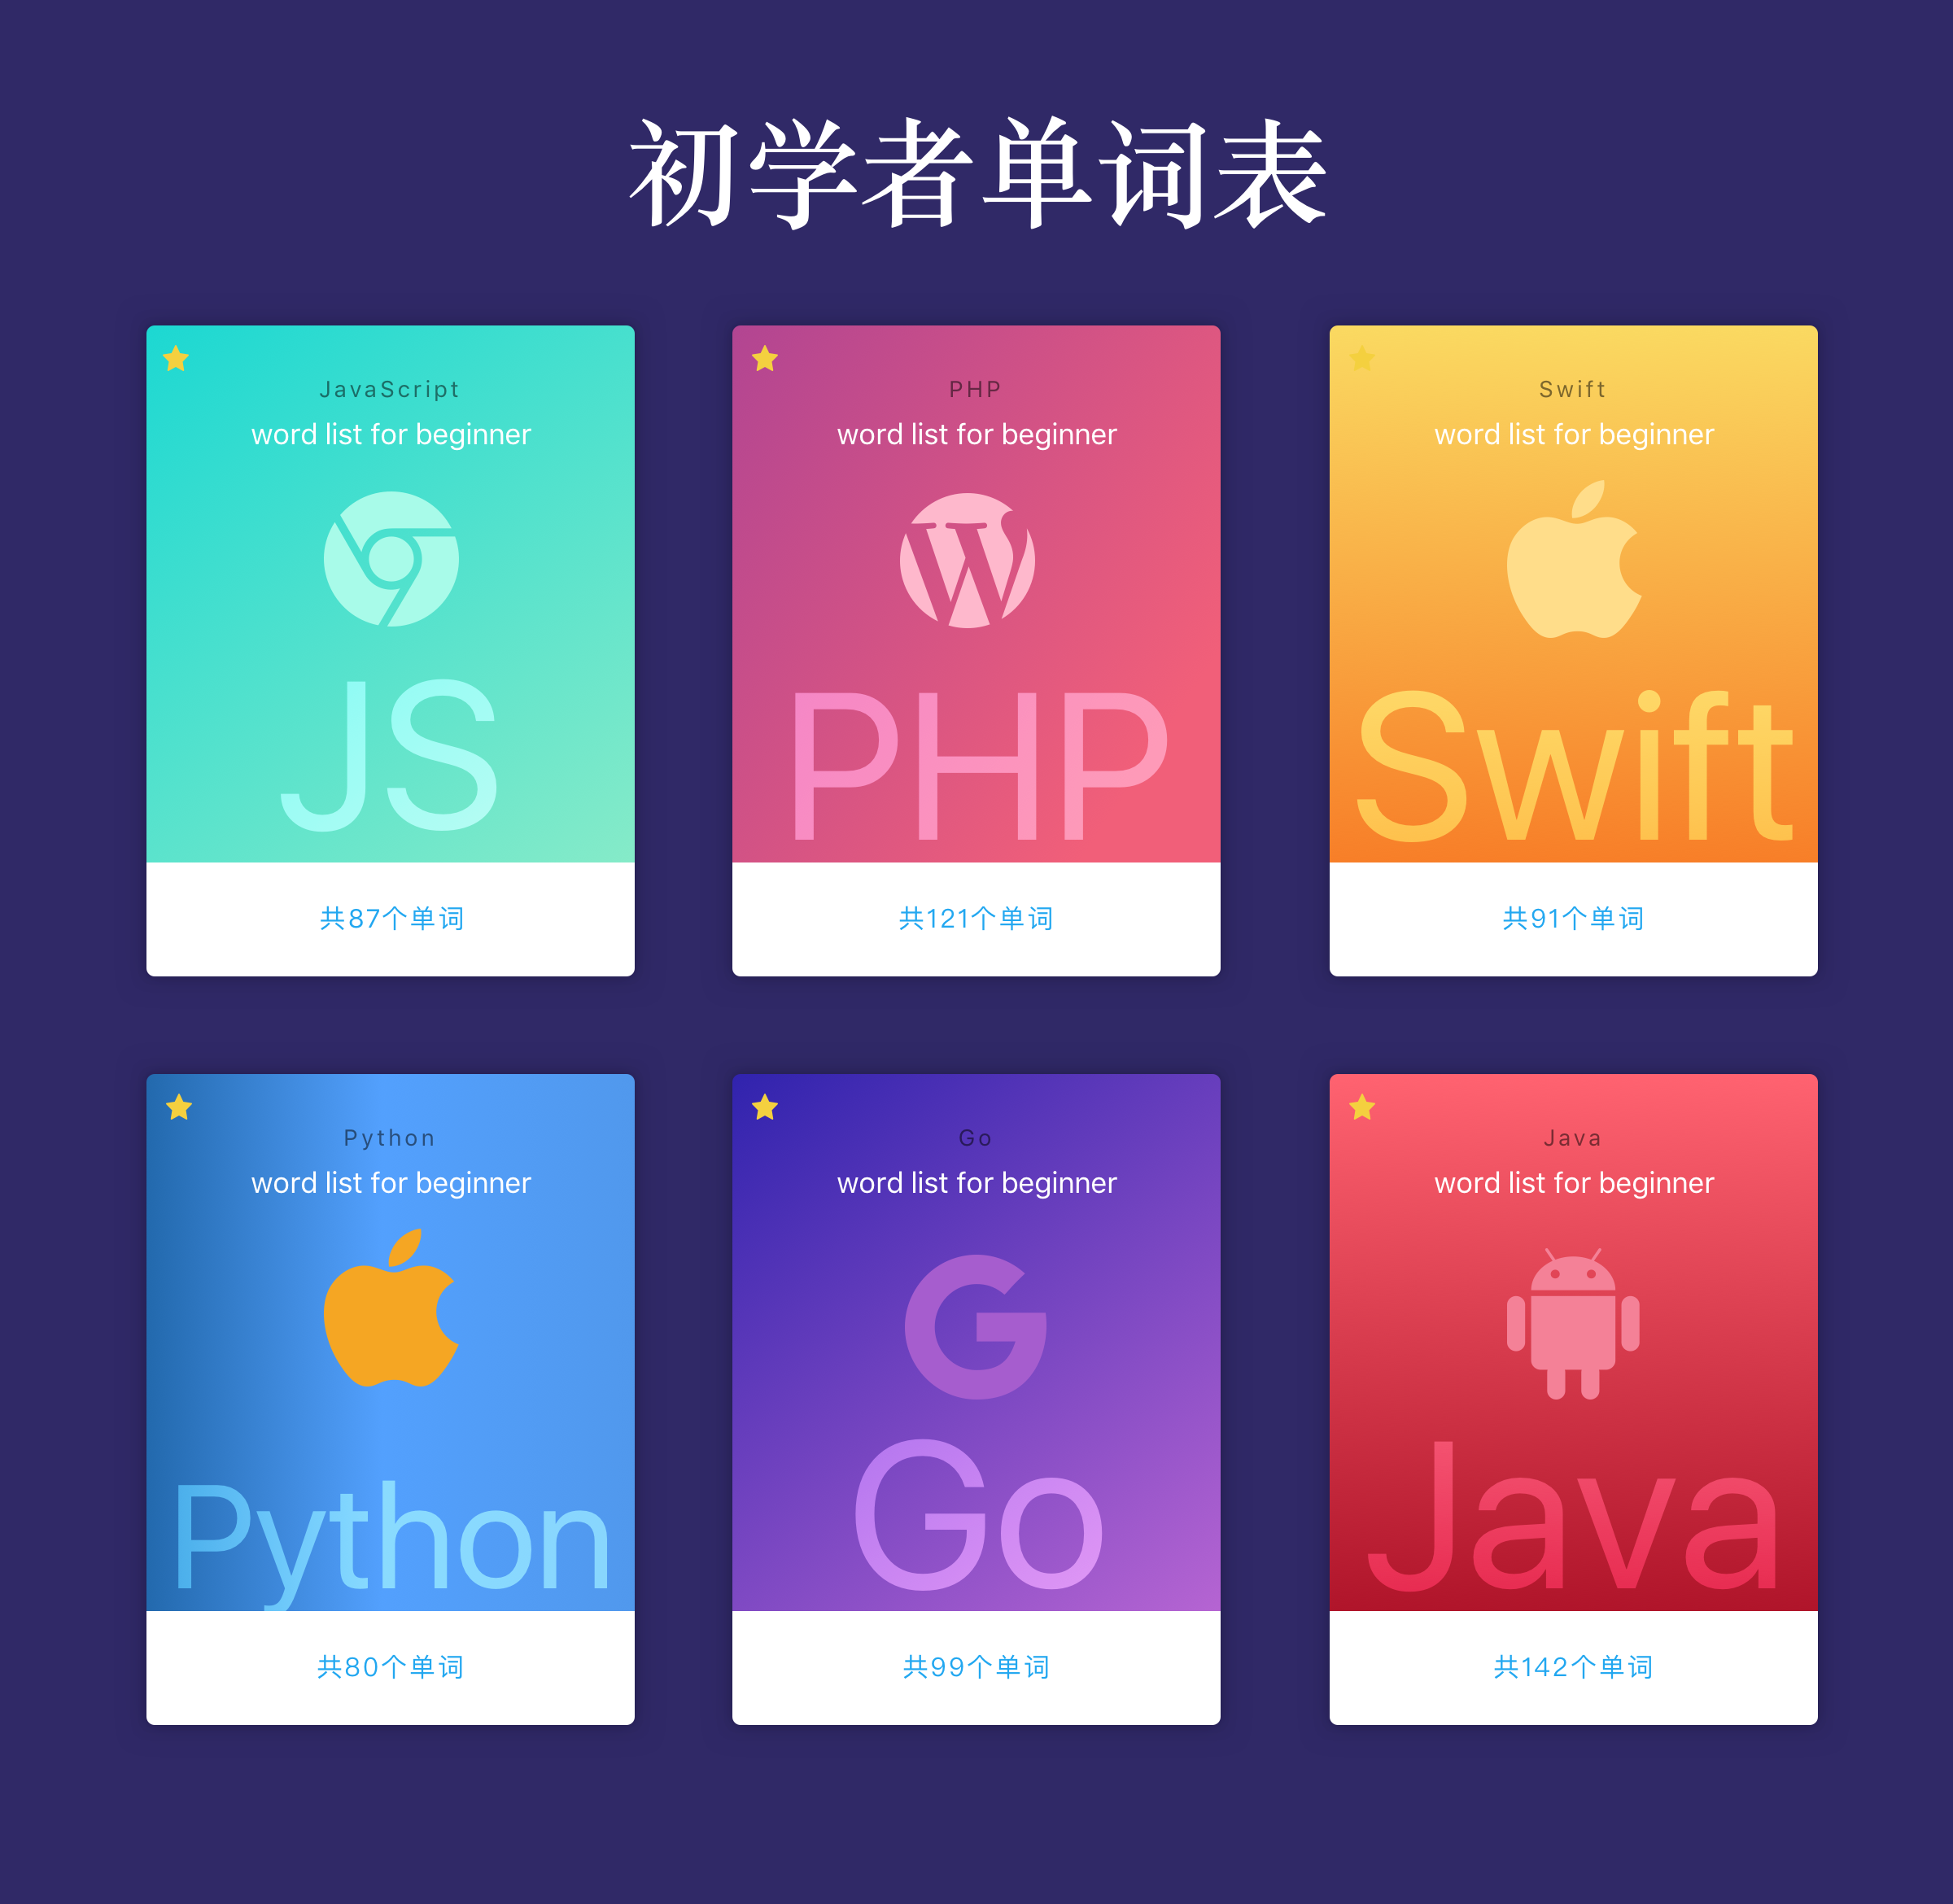 初学者单词表
JavaScript
word list for beginner
JS
共87个单词
PHP
word list for beginner
PHP
共121个单词
Swift
word list for beginner
Swift
共91个单词
Python
word list for beginner
Python
共80个单词
Go
word list for beginner
G
Go
共99个单词
Java
word list for beginner
Java
共142个单词